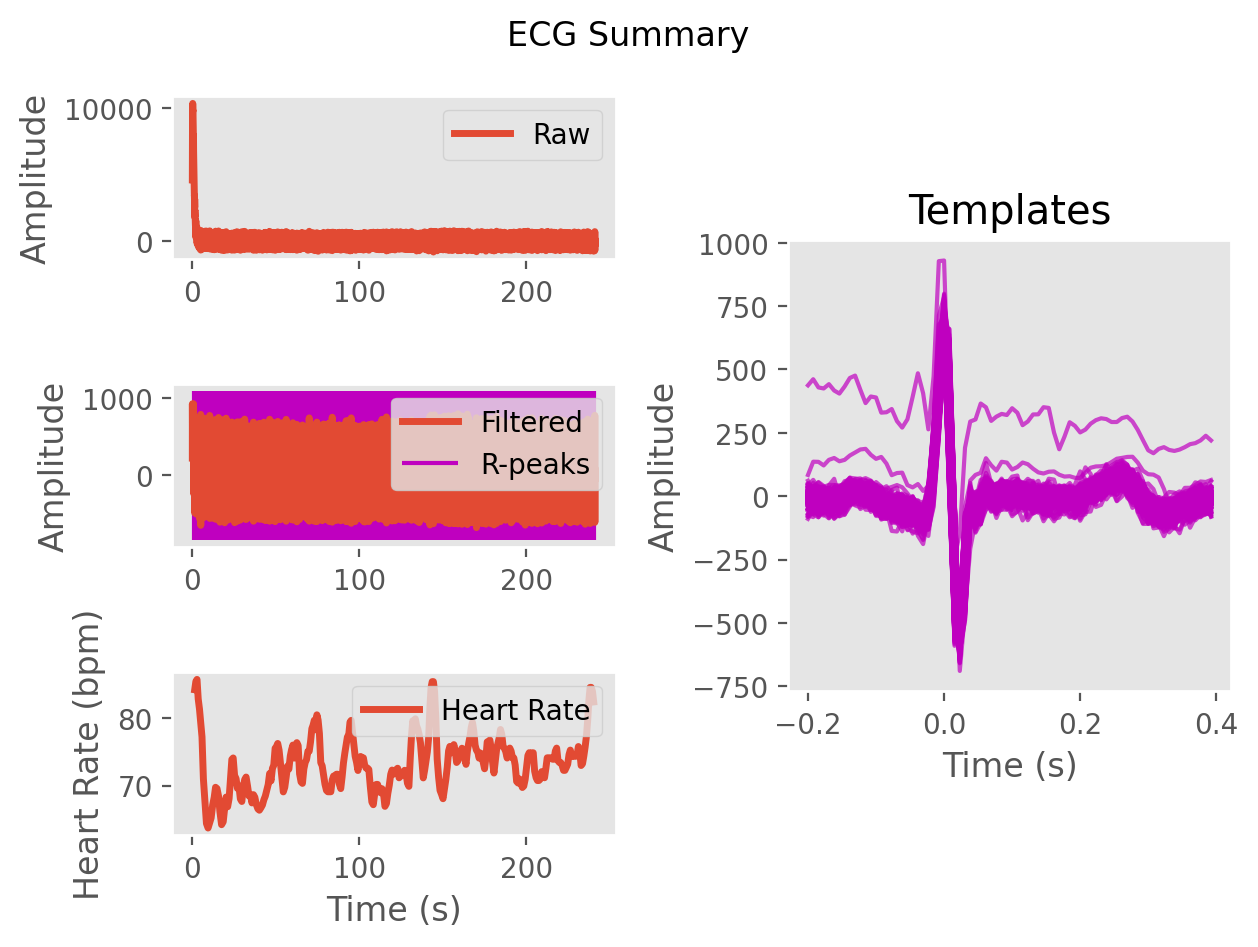 ECG Summary
Amplitude
10000
0
Raw
0
100
200
Amplitude
1000
0
Filtered
R-peaks
0
100
200
Heart Rate (bpm)
80
70
Heart Rate
0
100
200
Time (s)
Templates
Amplitude
1000
750
500
250
0
−250
−500
−750
−0.2
0.0
0.2
0.4
Time (s)